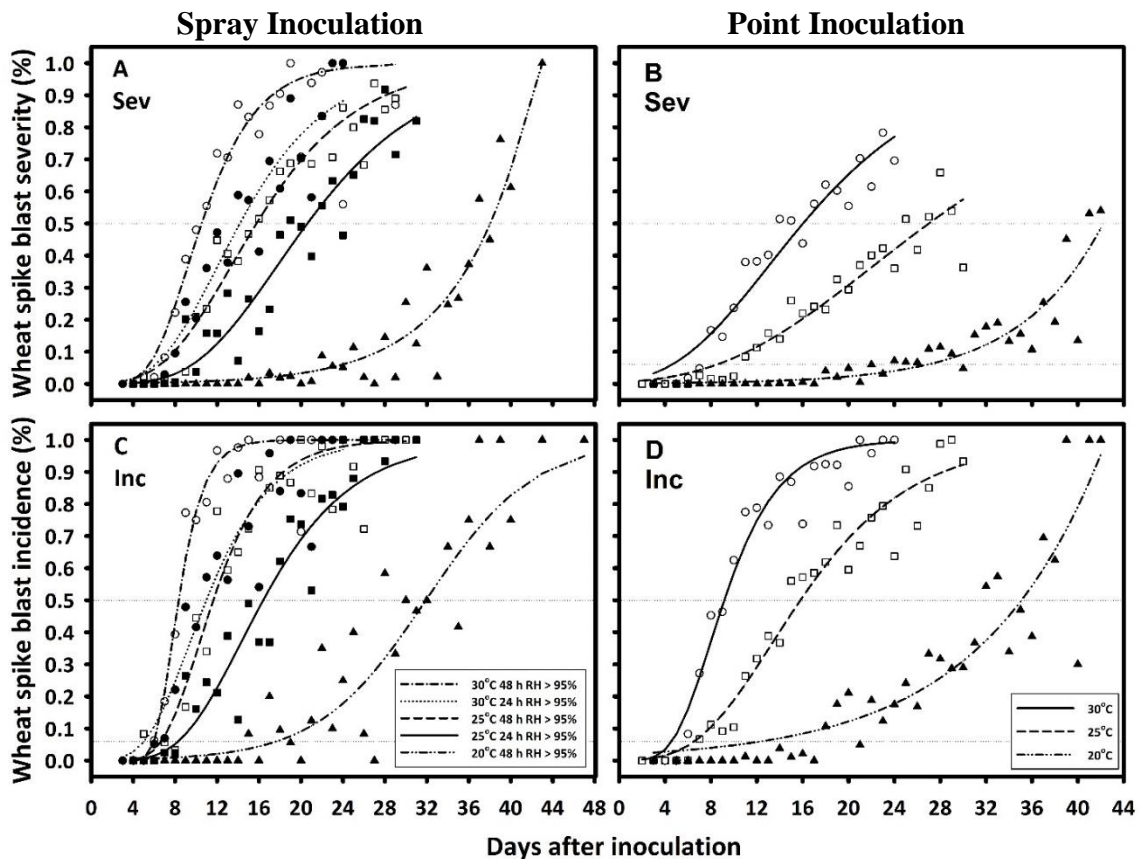 Spray Inoculation
Point Inoculation
Wheat spike blast severity (%)
A
Sev
1.0
0.9
0.8
0.7
0.6
0.5
0.4
0.3
0.2
0.1
0.0
B
Sev
Wheat spike blast incidence (%)
C
Inc
1.0
0.9
0.8
0.7
0.6
0.5
0.4
0.3
0.2
0.1
0.0
30°C 48 h RH > 95%
30°C 24 h RH > 95%
25°C 48 h RH > 95%
25°C 24 h RH > 95%
20°C 48 h RH > 95%
0 4 8 12 16 20 24 28 32 36 40 44 48
D
Inc
30°C
25°C
20°C
0 4 8 12 16 20 24 28 32 36 40 44
Days after inoculation